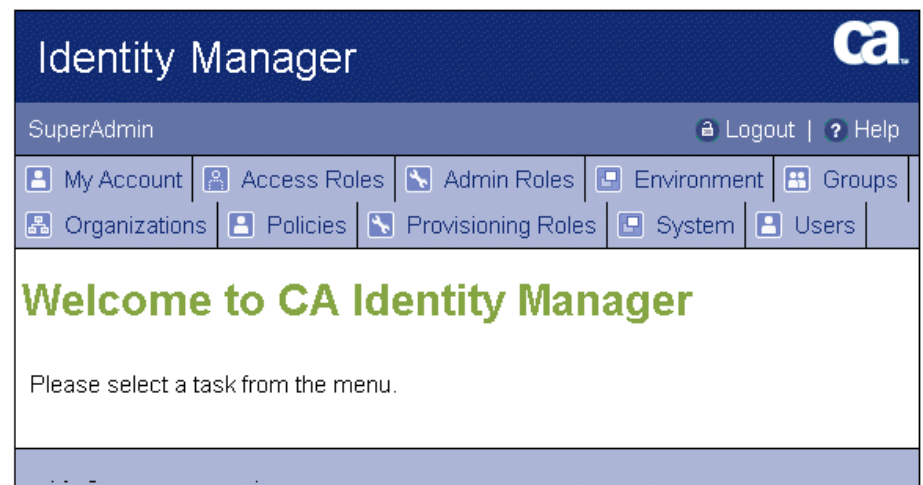 Identity Manager
ca
SuperAdmin
Logout | ? Help
My Account Access Roles Admin Roles Environment Groups
Organizations Policies Provisioning Roles System Users
Welcome to CA Identity Manager
Please select a task from the menu.